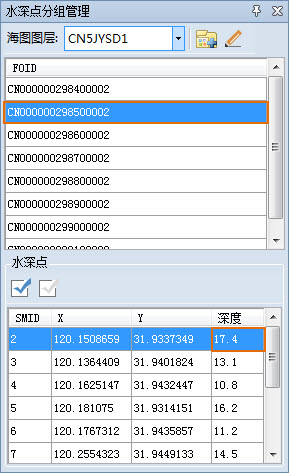 水深点分组管理
海图图层: CN5JYSD1
FOID
CN000000298400002
CN000000298500002
CN000000298600002
CN000000298700002
CN000000298800002
CN000000298900002
CN000000299000002
CN000000299100002
水深点
SMID X Y 深度
2 120.1508659 31.9337349 17.4
3 120.1364409 31.9401824 13.1
4 120.1625147 31.9432447 10.8
5 120.181075 31.9314151 16.2
6 120.1767312 31.9435857 11.2
7 120.2554323 31.9449133 14.5